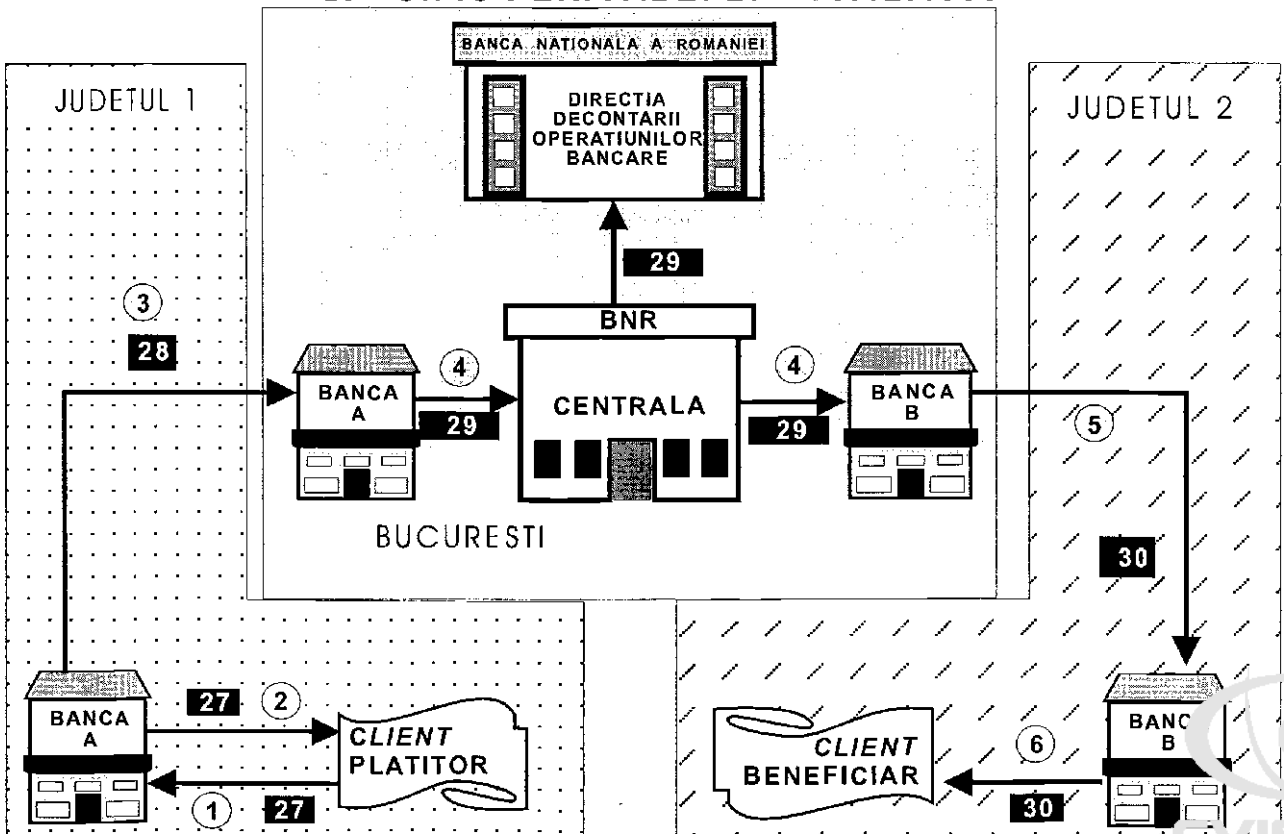 BANCA NATIONALA A ROMANIEI
DIRECTIA
DECONTARII
OPERATIUNILOR
BANCARE
JUDETUL 1
JUDETUL 2
29
3
28
BNR
CENTRALA
BANCA
A
4
29
4
29
BANCA
B
5
BUCURESTI
30
BANCA
A
27
2
CLIENT
PLATITOR
1
27
CLIENT
BENEFICIAR
6
30
B